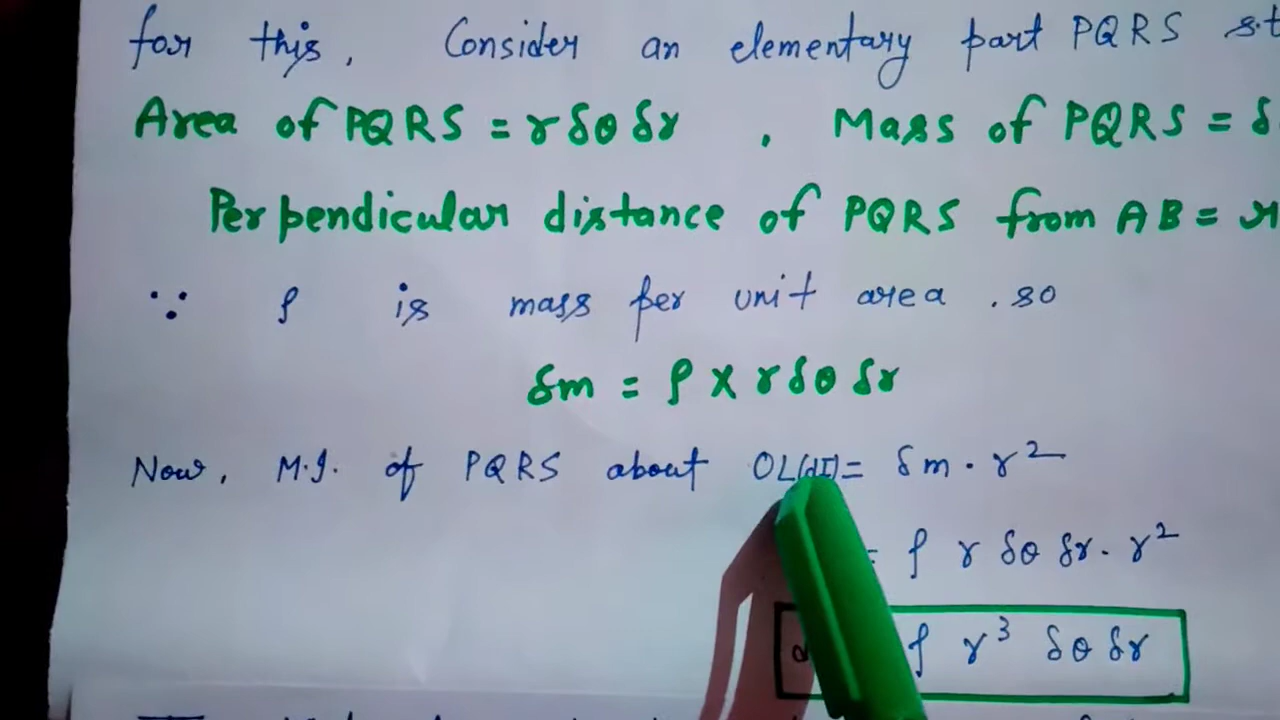 for this, Consider an elementary part PQRS s.t
Area of PQRS = r δθ δr , Mass of PQRS = δ
Perpendicular distance of PQRS from AB = r
∵ ρ is mass per unit area . so
δm = ρ × r δθ δr
Now, M.I. of PQRS about OL(dI) = δm . r²
= ρ r δθ δr . r²
ρ r³ δθ δr